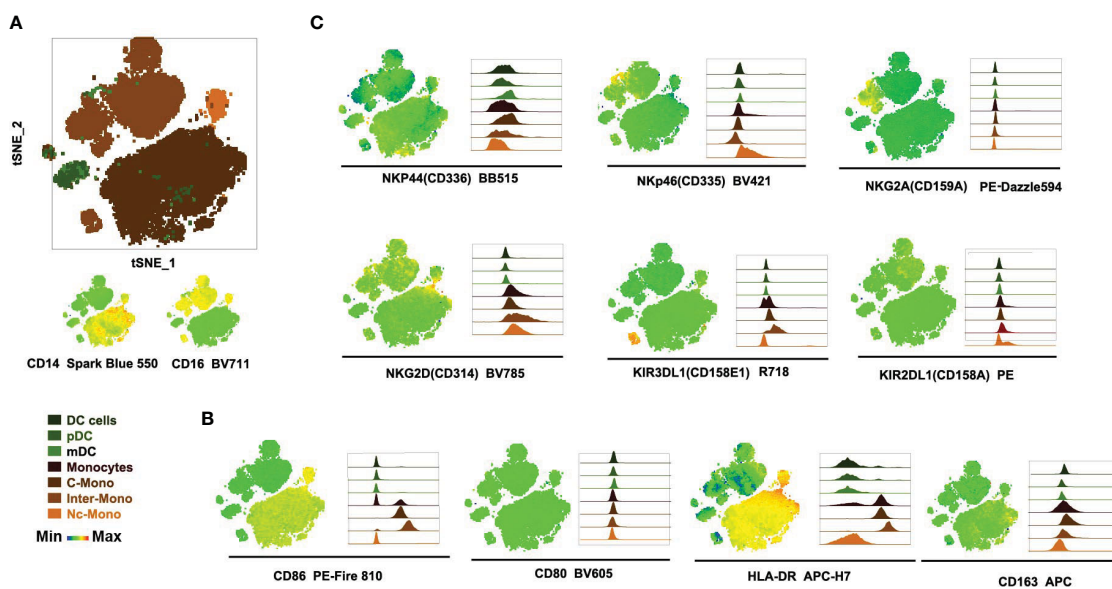 A
tSNE_2
tSNE_1
CD14 Spark Blue 550
CD16 BV711
DC cells
pDC
mDC
Monocytes
C-Mono
Inter-Mono
Nc-Mono
Min
Max
C
NKP44(CD336) BB515
NKp46(CD335) BV421
NKG2A(CD159A) PE-Dazzle594
NKG2D(CD314) BV785
KIR3DL1(CD158E1) R718
KIR2DL1(CD158A) PE
B
CD86 PE-Fire 810
CD80 BV605
HLA-DR APC-H7
CD163 APC